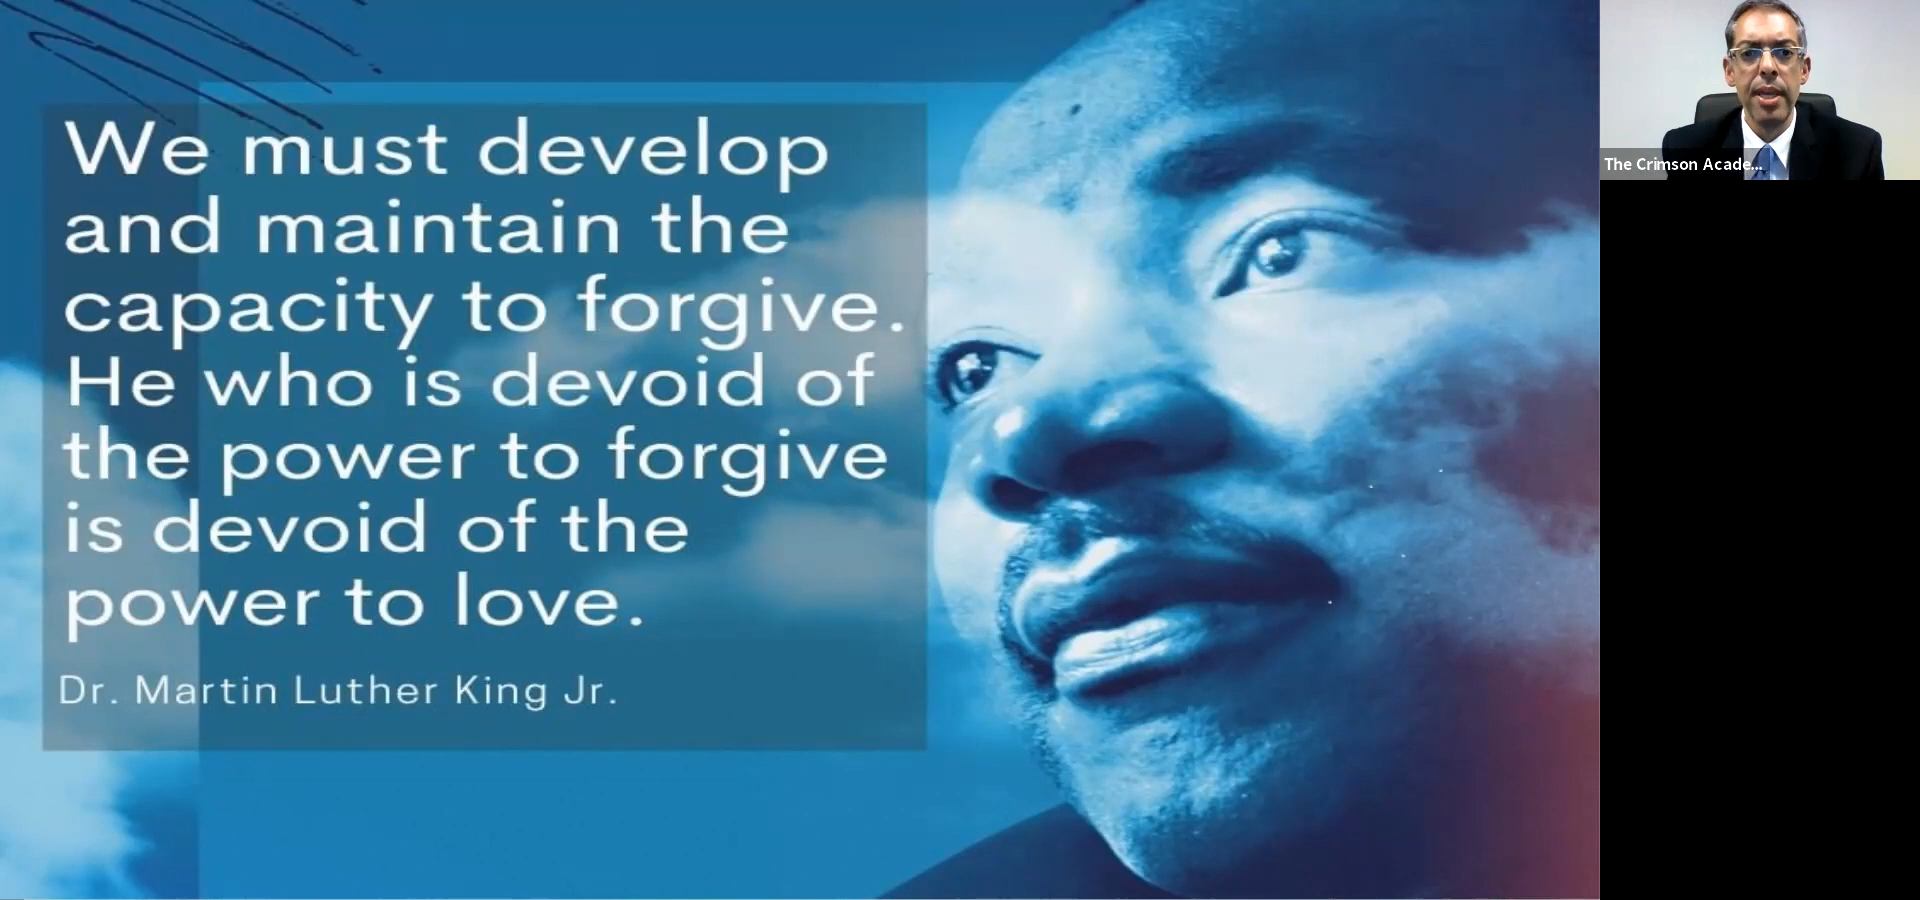 We must develop
and maintain the
capacity to forgive.
He who is devoid of
the power to forgive
is devoid of the
power to love.
Dr. Martin Luther King Jr.
The Crimson Acade...